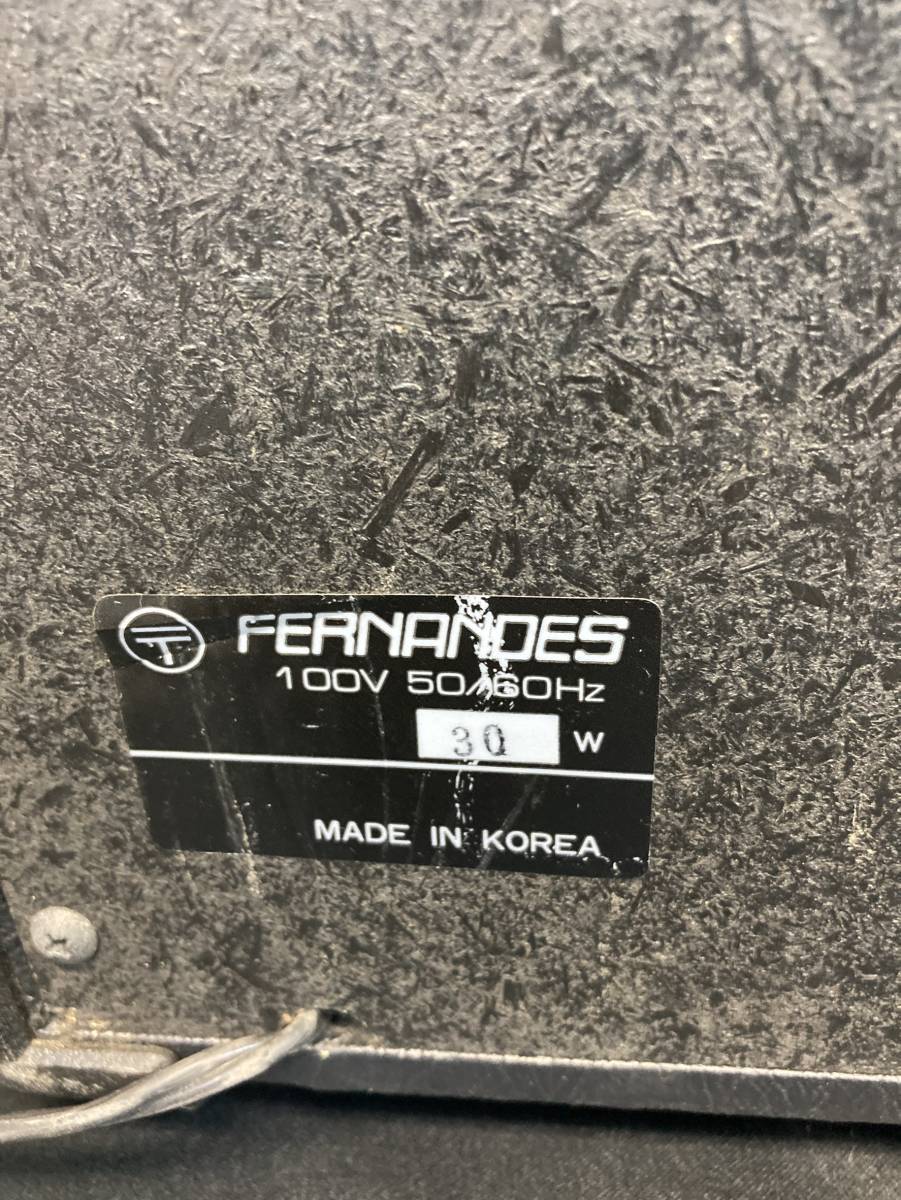 FERNANDES
100V 50/60Hz
30 W
MADE IN KOREA